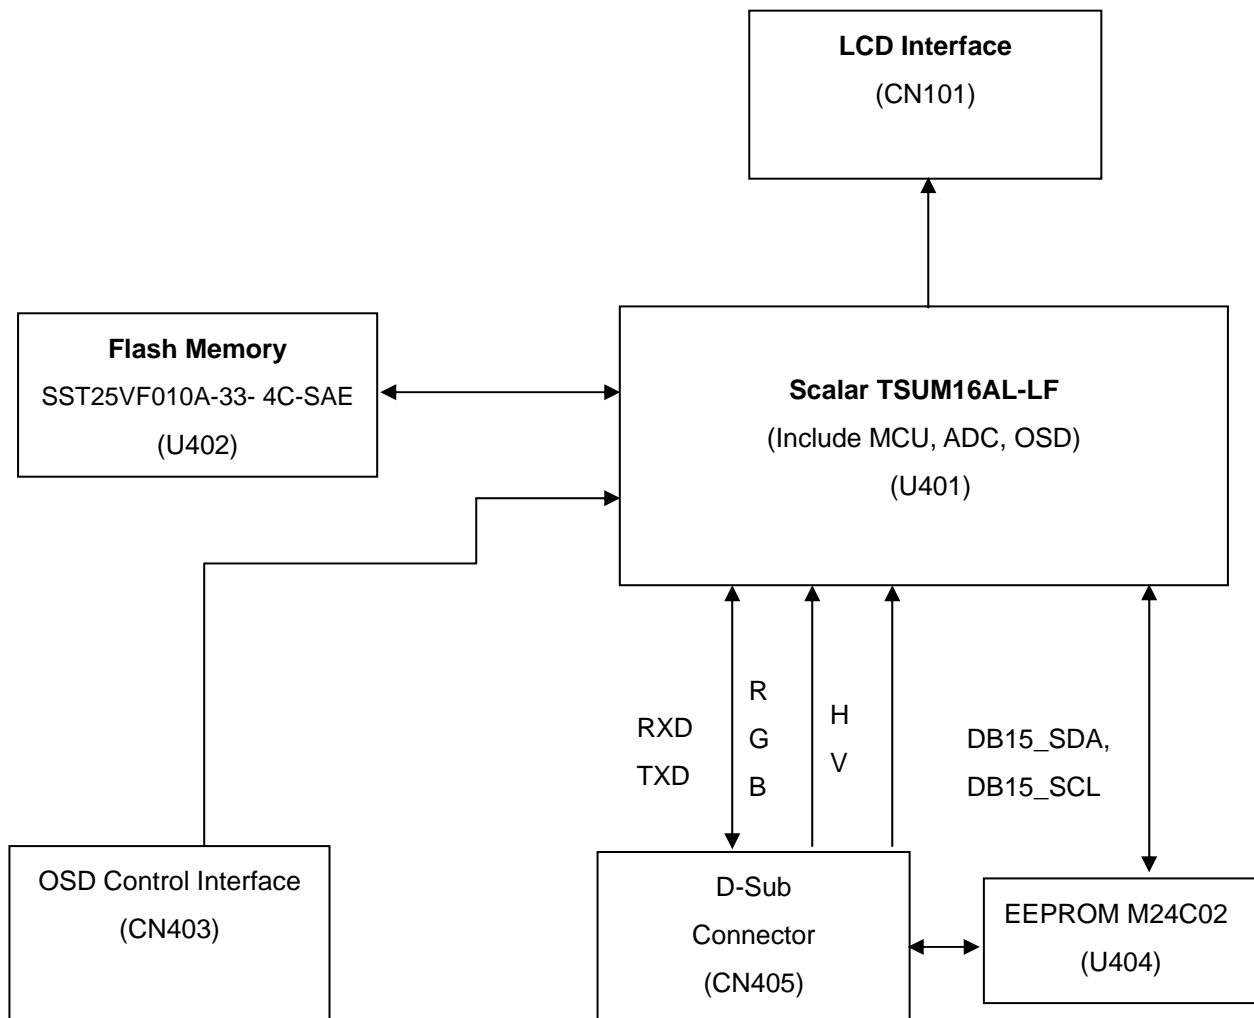 LCD Interface
(CN101)
Flash Memory
SST25VF010A-33- 4C-SAE
(U402)
Scalar TSUM16AL-LF
(Include MCU, ADC, OSD)
(U401)
RXD
TXD
R
G
B
H
V
DB15_SDA,
DB15_SCL
OSD Control Interface
(CN403)
D-Sub
Connector
(CN405)
EEPROM M24C02
(U404)